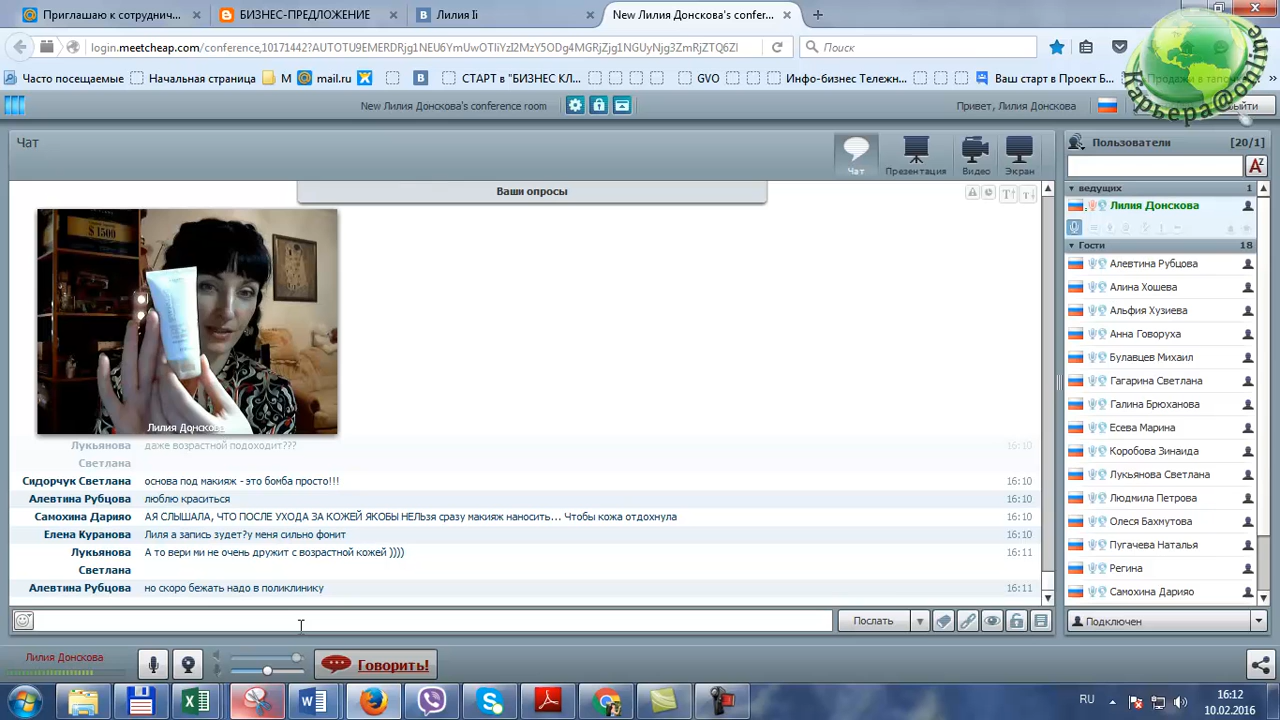 Приглашаю к сотруднич...
БИЗНЕС-ПРЕДЛОЖЕНИЕ
Лилия Ii
New Лилия Донскова's confer...
login.meetcheap.com/conference,10171442?
Поиск
Часто посещаемые
Начальная страница
М
mail.ru
СТАРТ в "БИЗНЕС КЛ...
GVO
Инфо-бизнес Тележн...
Ваш старт в Проект Б...
Продажи в тапочк...
Карьера@online
New Лилия Донскова's conference room
Привет, Лилия Донскова
Чат
Чат
Презентация
Видео
Экран
Ваши опросы
$ 1500
Лилия Донскова
Лукьянова Светлана даже возрастной подоходит??? 16:10
Сидорчук Светлана основа под макияж - это бомба просто!!! 16:10
Алевтина Рубцова люблю краситься 16:10
Самохина Дарияо АЯ СЛЫШАЛА, ЧТО ПОСЛЕ УХОДА ЗА КОЖЕЙ ЧТОБЫ НЕЛЬзя сразу макияж наносить... Чтобы кожа отдохнула 16:10
Елена Куранова Лиля а запись зудет?у меня сильно фонит 16:10
Лукьянова Светлана А то вери ми не очень дружит с возрастной кожей )))) 16:11
Алевтина Рубцова но скоро бежать надо в поликлинику 16:11
Послать
Лилия Донскова
Говорить!
Пользователи [20/1]
ведущих 1
Лилия Донскова
Гости 18
Алевтина Рубцова
Алина Хошева
Альфия Хузиева
Анна Говоруха
Булавцев Михаил
Гагарина Светлана
Галина Брюханова
Есева Марина
Коробова Зинаида
Лукьянова Светлана
Людмила Петрова
Олеся Бахмутова
Пугачева Наталья
Регина
Самохина Дарияо
Подключен
RU
16:12
10.02.2016